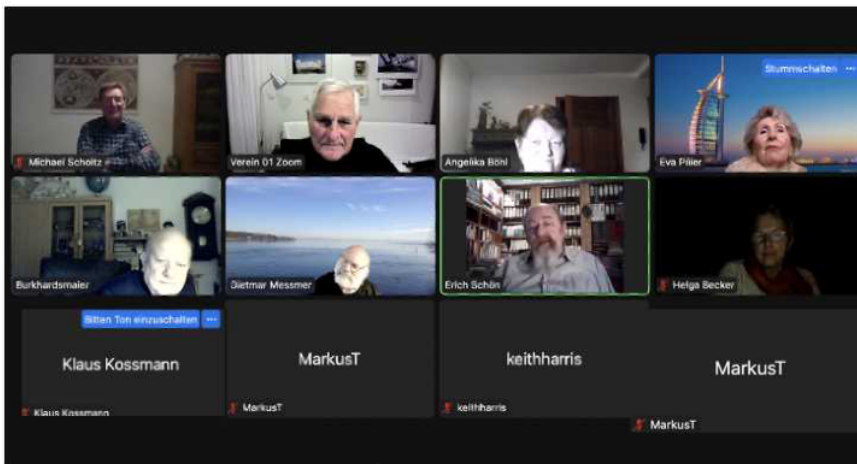 Michael Scholtz
Verein 01 Zoom
Angelika Böhl
Stummschalten ...
Eva Pilier
Burkhardsmaier
Dietmar Messmer
Erich Schön
Helga Becker
Bitten Ton einzuschalten ...
Klaus Kossmann
Klaus Kossmann
MarkusT
MarkusT
keithharris
keithharris
MarkusT
MarkusT